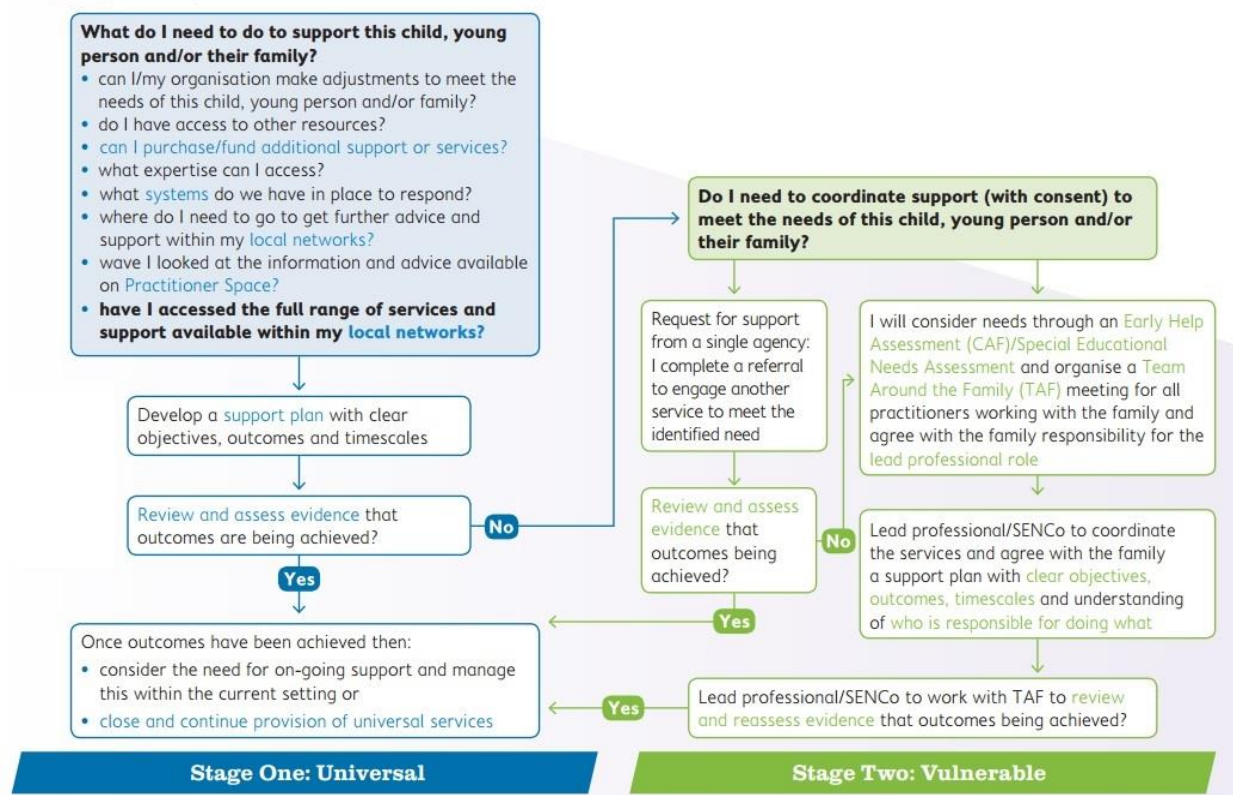 What do I need to do to support this child, young
person and/or their family?
• can I/my organisation make adjustments to meet the
needs of this child, young person and/or family?
• do I have access to other resources?
• can I purchase/fund additional support or services?
• what expertise can I access?
• what systems do we have in place to respond?
• where do I need to go to get further advice and
support within my local networks?
• wave I looked at the information and advice available
on Practitioner Space?
• have I accessed the full range of services and
support available within my local networks?
Develop a support plan with clear
objectives, outcomes and timescales
Review and assess evidence that
outcomes are being achieved?
No
Yes
Once outcomes have been achieved then:
• consider the need for on-going support and manage
this within the current setting or
• close and continue provision of universal services
Stage One: Universal
Do I need to coordinate support (with consent) to
meet the needs of this child, young person and/or
their family?
Request for support
from a single agency:
I complete a referral
to engage another
service to meet the
identified need
Review and assess
evidence that
outcomes being
achieved?
No
Yes
I will consider needs through an Early Help
Assessment (CAF)/Special Educational
Needs Assessment and organise a Team
Around the Family (TAF) meeting for all
practitioners working with the family and
agree with the family responsibility for the
lead professional role
Lead professional/SENCo to coordinate
the services and agree with the family
a support plan with clear objectives,
outcomes, timescales and understanding
of who is responsible for doing what
Lead professional/SENCo to work with TAF to review
and reassess evidence that outcomes being achieved?
Yes
Stage Two: Vulnerable